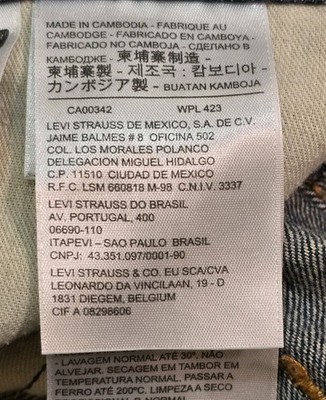 MADE IN CAMBODIA - FABRIQUE AU
CAMBODGE - FABRICADO EN CAMBOYA -
FABRICADO NO CAMBOJA - СДЕЛАНО В
КАМБОДЖЕ - 柬埔寨制造 -
柬埔寨製 - 제조국 : 캄보디아 -
カンボジア製 - BUATAN KAMBOJA
CA00342 WPL 423
LEVI STRAUSS DE MEXICO, S.A. DE C.V.
JAIME BALMES # 8 OFICINA 502
COL. LOS MORALES POLANCO
DELEGACION MIGUEL HIDALGO
C.P. 11510 CIUDAD DE MEXICO
R.F.C. LSM 660818 M-98 C.N.I.V. 3337
LEVI STRAUSS DO BRASIL
AV. PORTUGAL, 400
06690-110
ITAPEVI – SAO PAULO BRASIL
CNPJ: 43.351.097/0001-90
LEVI STRAUSS & CO. EU SCA/CVA
LEONARDO DA VINCILAAN, 19 - D
1831 DIEGEM, BELGIUM
CIF A 08298606
- LAVAGEM NORMAL ATÉ 30º. NÃO
ALVEJAR. SECAGEM EM TAMBOR EM
TEMPERATURA NORMAL. PASSAR A
FERRO ATÉ 200ºC. LIMPEZA A SECO